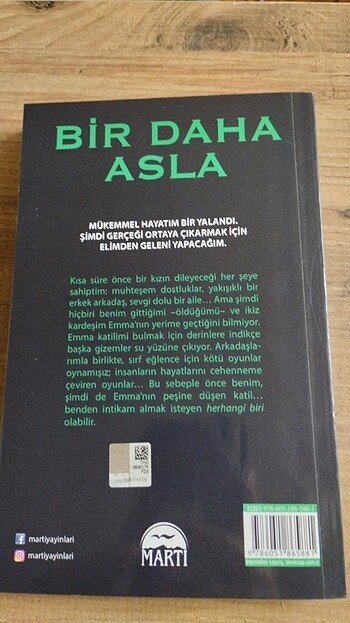 BİR DAHA
ASLA
MÜKEMMEL HAYATIM BİR YALANDI.
ŞİMDİ GERÇEĞİ ORTAYA ÇIKARMAK İÇİN
ELİMDEN GELENİ YAPACAĞIM.
Kısa süre önce bir kızın dileyeceği her şeye
sahiptim: muhteşem dostluklar, yakışıklı bir
erkek arkadaş, sevgi dolu bir aile... Ama şimdi
hiçbiri benim gittiğimi –öldüğümü– ve ikiz
kardeşim Emma'nın yerime geçtiğini bilmiyor.
Emma katilimi bulmak için derinlere indikçe
başka gizemler su yüzüne çıkıyor. Arkadaşla-
rımla birlikte, sırf eğlence için kötü oyunlar
oynamışız; insanların hayatlarını cehenneme
çeviren oyunlar... Bu sebeple önce benim,
şimdi de Emma'nın peşine düşen katil...
benden intikam almak isteyen herhangi biri
olabilir.
martiyayinlari
martiyayinlari
MARTI
9 786051 865881